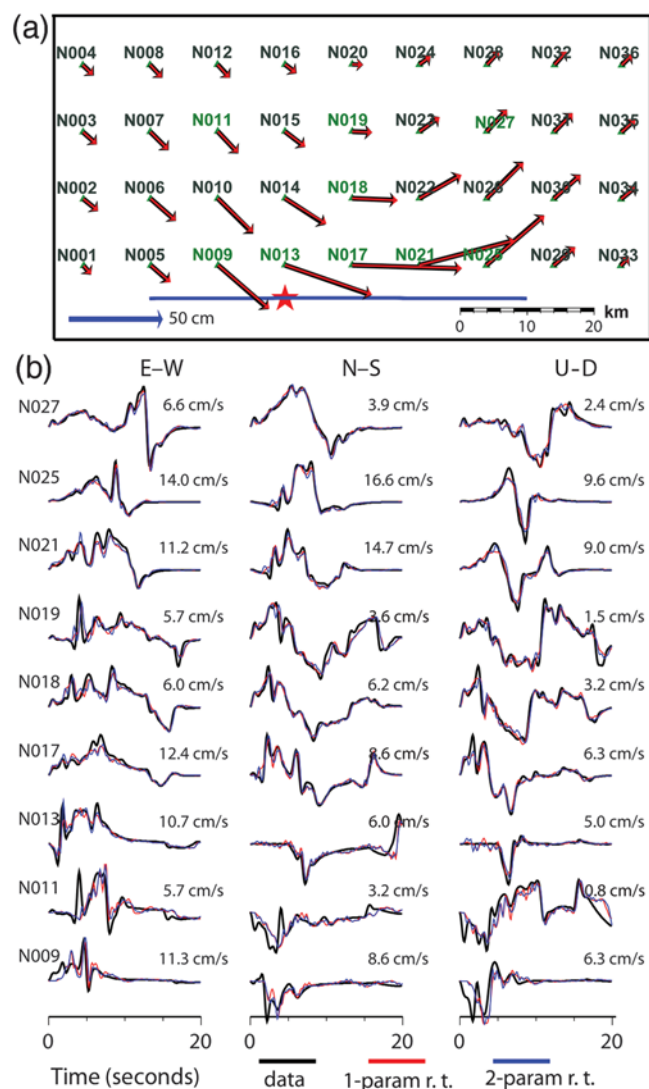 (a)
N004 N008 N012 N016 N020 N024 N028 N032 N036
N003 N007 N011 N015 N019 N023 N027 N035
N002 N006 N010 N014 N018 N022 N034
N001 N005 N009 N013 N017 N021 N025 N029 N033
50 cm
0 10 20
km
(b)
E–W N–S U-D
N027 6.6 cm/s 3.9 cm/s 2.4 cm/s
N025 14.0 cm/s 16.6 cm/s 9.6 cm/s
N021 11.2 cm/s 14.7 cm/s 9.0 cm/s
N019 5.7 cm/s 3.6 cm/s 1.5 cm/s
N018 6.0 cm/s 6.2 cm/s 3.2 cm/s
N017 12.4 cm/s 8.6 cm/s 6.3 cm/s
N013 10.7 cm/s 6.0 cm/s 5.0 cm/s
N011 5.7 cm/s 3.2 cm/s 0.8 cm/s
N009 11.3 cm/s 8.6 cm/s 6.3 cm/s
0 20 0 20 0 20
Time (seconds) data 1-param r. t. 2-param r. t.